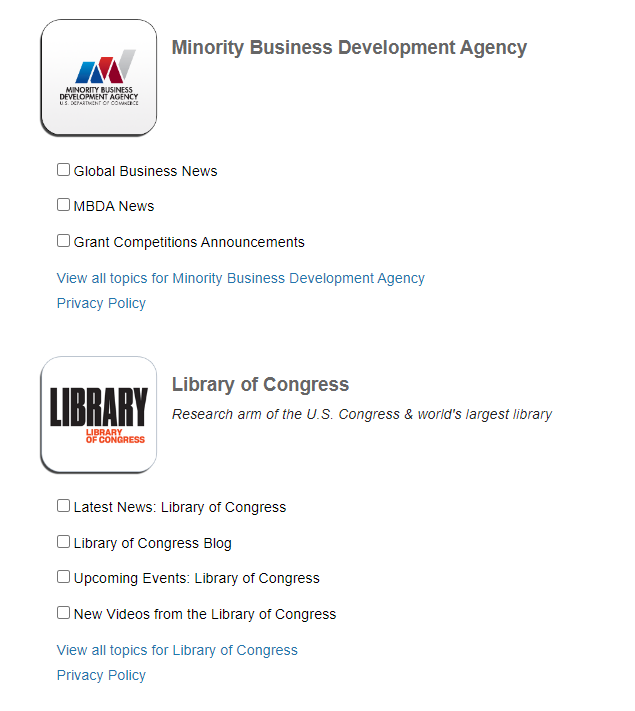 Minority Business Development Agency
MINORITY BUSINESS
DEVELOPMENT AGENCY
U.S. DEPARTMENT OF COMMERCE
Global Business News
MBDA News
Grant Competitions Announcements
View all topics for Minority Business Development Agency
Privacy Policy
Library of Congress
Research arm of the U.S. Congress & world's largest library
LIBRARY
LIBRARY
OF CONGRESS
Latest News: Library of Congress
Library of Congress Blog
Upcoming Events: Library of Congress
New Videos from the Library of Congress
View all topics for Library of Congress
Privacy Policy